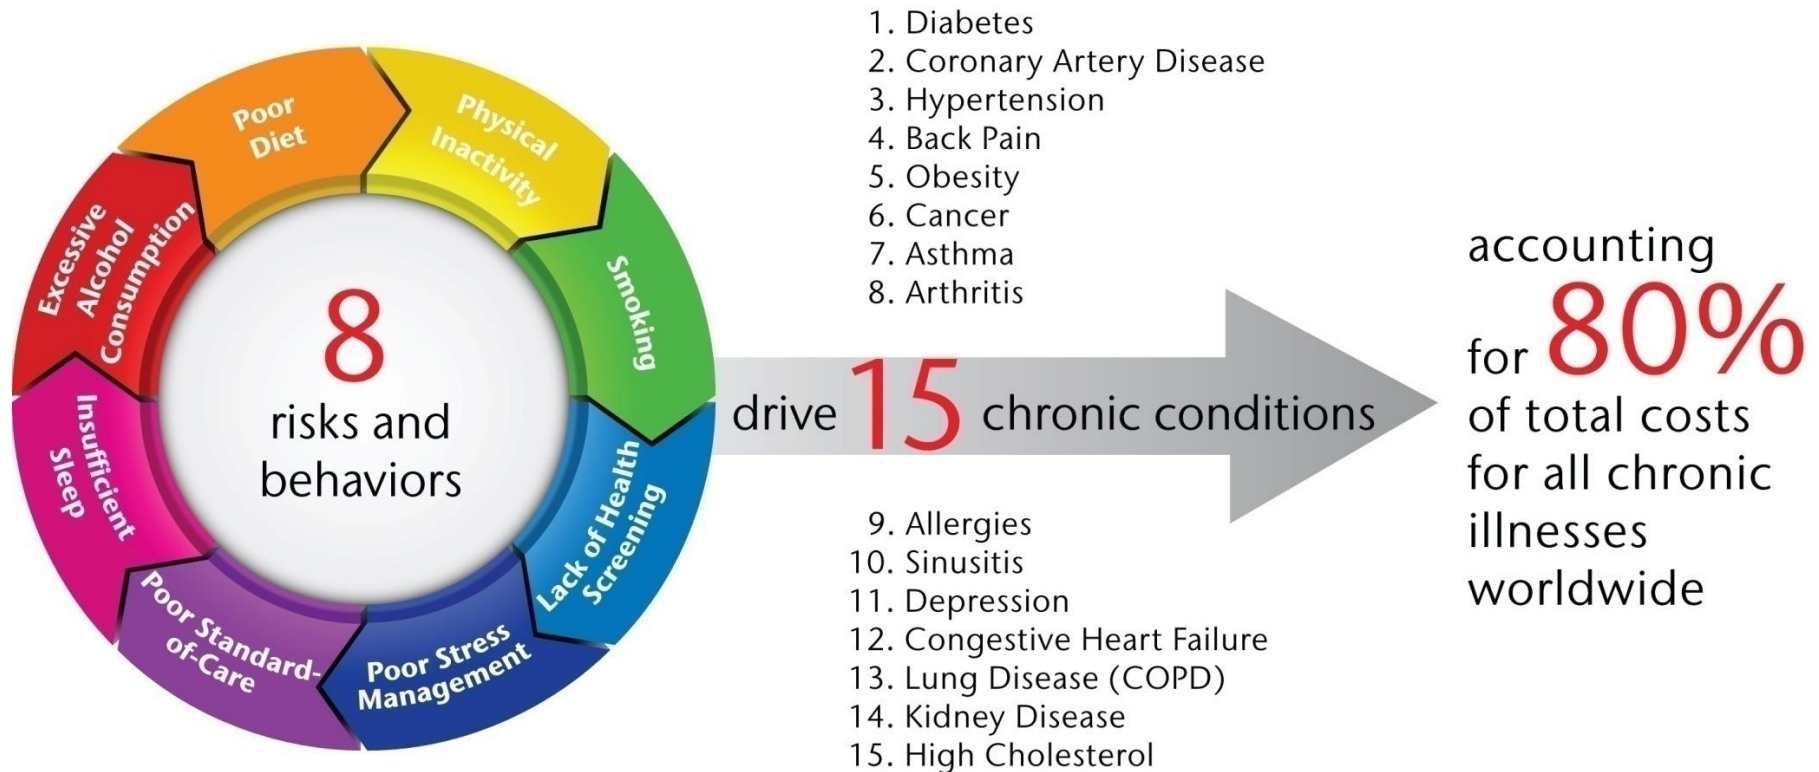 Poor
Diet
Physical
Inactivity
Smoking
Lack of Health
Screening
Poor Stress
Management
Poor Standard-
of-Care
Insufficient
Sleep
Excessive
Alcohol
Consumption
8
risks and
behaviors
1. Diabetes
2. Coronary Artery Disease
3. Hypertension
4. Back Pain
5. Obesity
6. Cancer
7. Asthma
8. Arthritis
drive 15 chronic conditions
9. Allergies
10. Sinusitis
11. Depression
12. Congestive Heart Failure
13. Lung Disease (COPD)
14. Kidney Disease
15. High Cholesterol
accounting
for 80%
of total costs
for all chronic
illnesses
worldwide